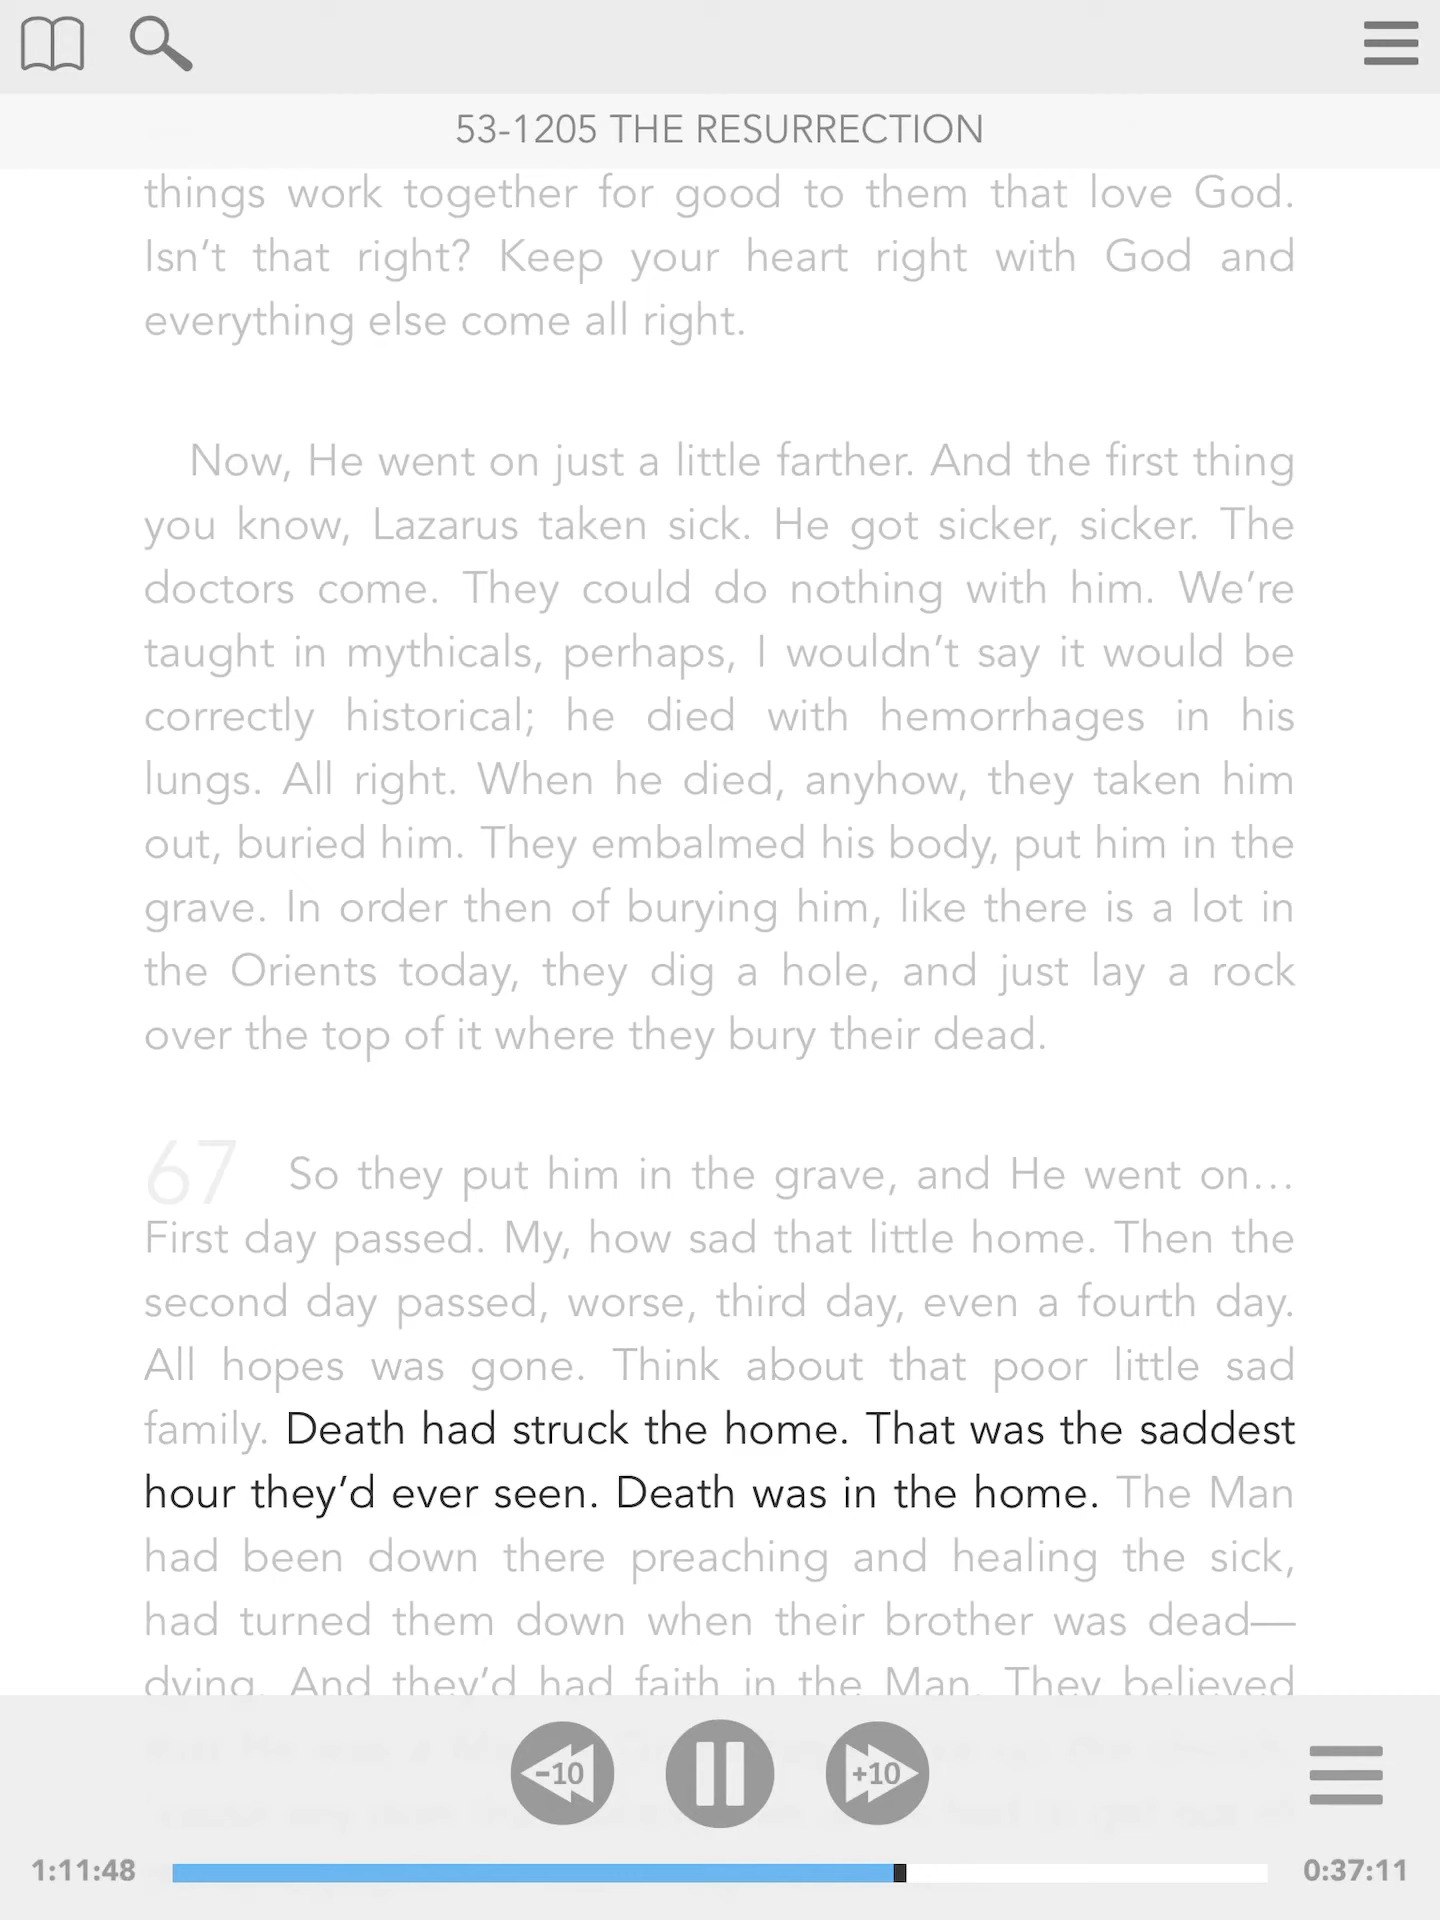 53-1205 THE RESURRECTION
things work together for good to them that love God.
Isn’t that right? Keep your heart right with God and
everything else come all right.
Now, He went on just a little farther. And the first thing
you know, Lazarus taken sick. He got sicker, sicker. The
doctors come. They could do nothing with him. We’re
taught in mythicals, perhaps, I wouldn’t say it would be
correctly historical; he died with hemorrhages in his
lungs. All right. When he died, anyhow, they taken him
out, buried him. They embalmed his body, put him in the
grave. In order then of burying him, like there is a lot in
the Orients today, they dig a hole, and just lay a rock
over the top of it where they bury their dead.
67 So they put him in the grave, and He went on…
First day passed. My, how sad that little home. Then the
second day passed, worse, third day, even a fourth day.
All hopes was gone. Think about that poor little sad
family. Death had struck the home. That was the saddest
hour they’d ever seen. Death was in the home. The Man
had been down there preaching and healing the sick,
had turned them down when their brother was dead—
dying. And they’d had faith in the Man. They believed
-10 +10
1:11:48 0:37:11